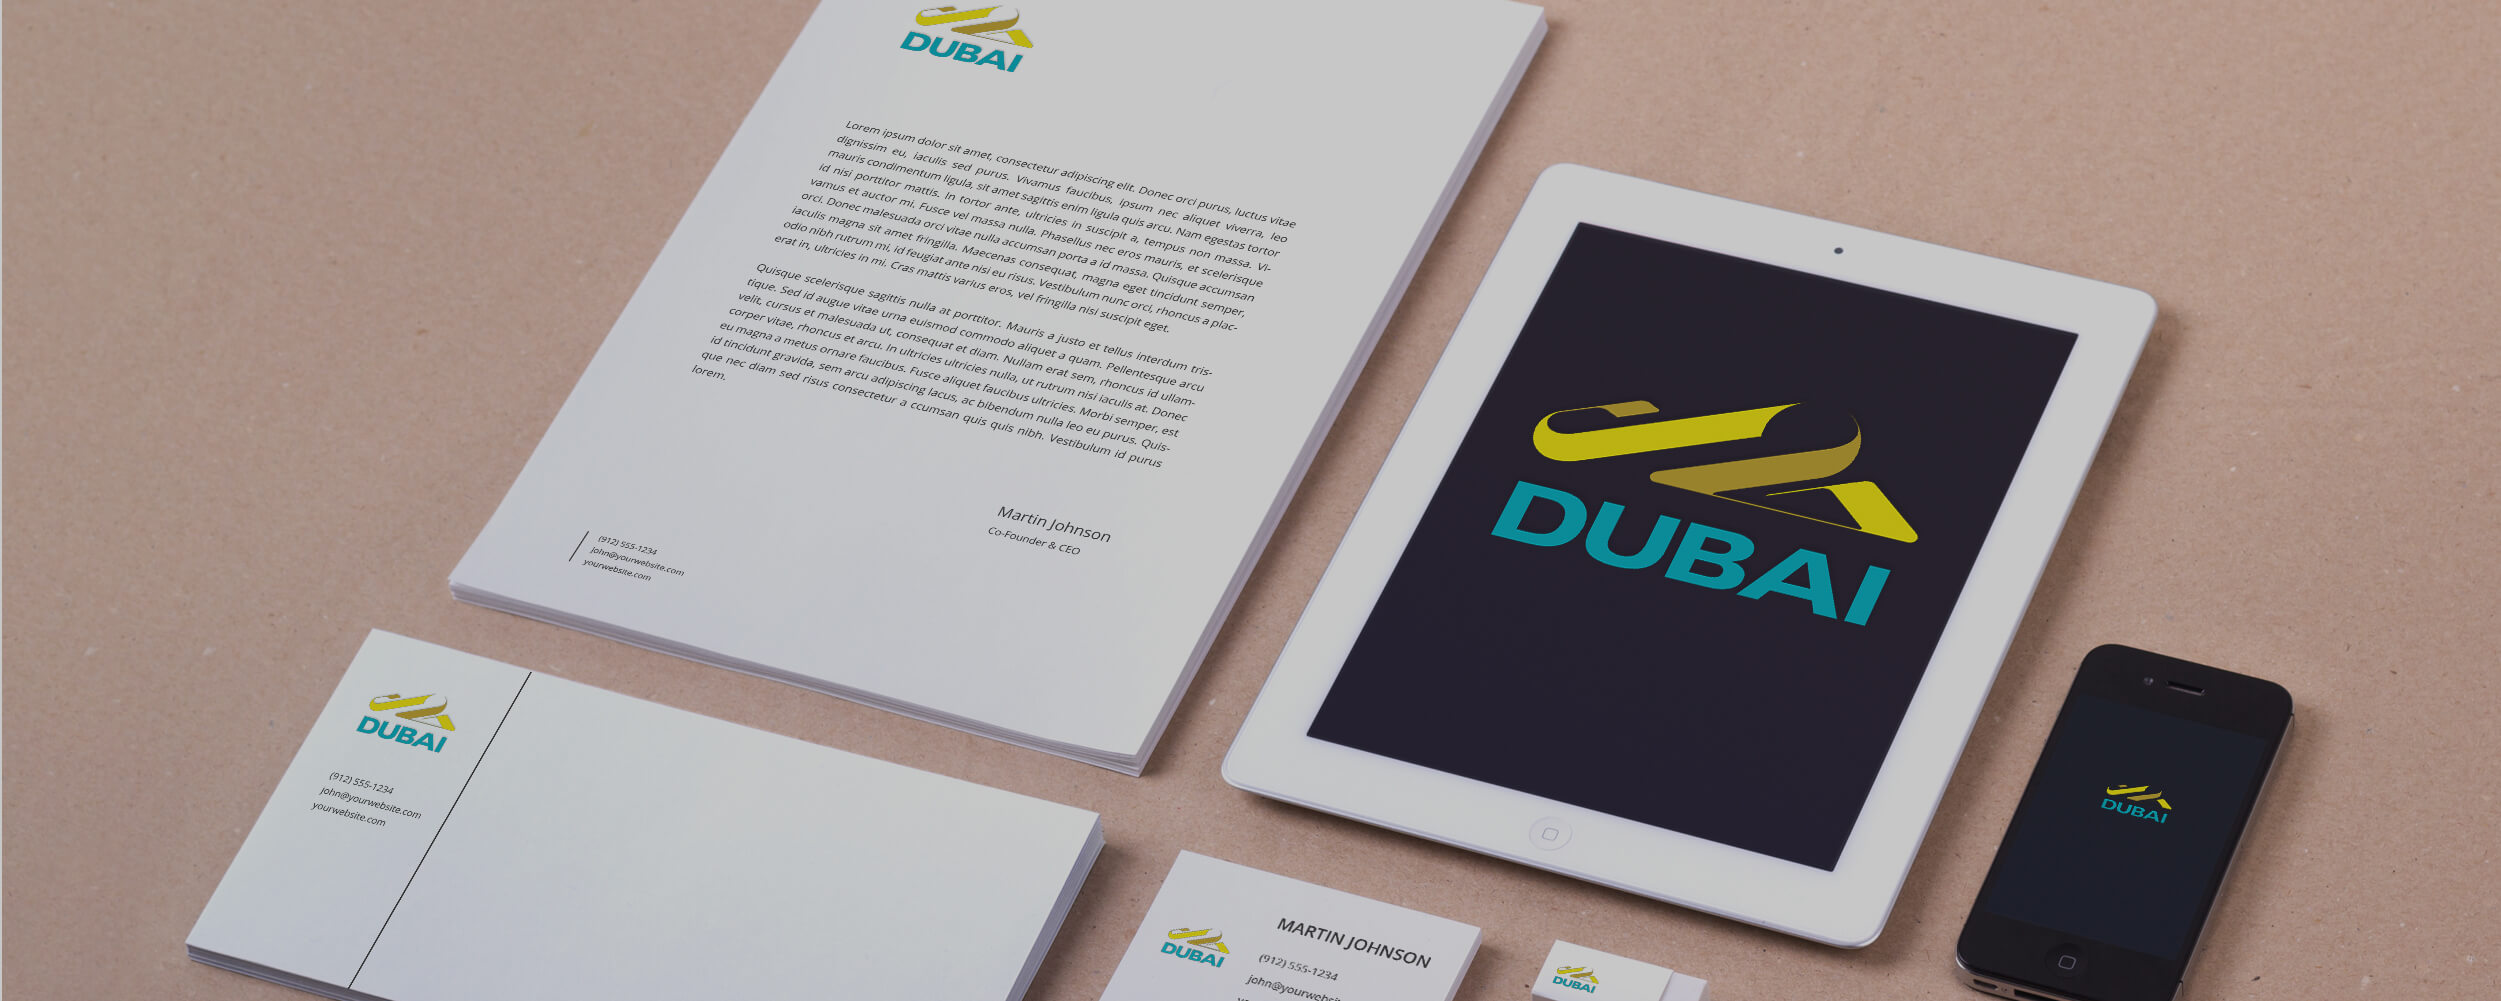 DUBAI
Lorem ipsum dolor sit amet, consectetur adipiscing elit. Donec orci purus, luctus vitae
dignissim eu, iaculis sed purus. Vivamus faucibus, ipsum nec aliquet viverra, leo
mauris condimentum ligula, sit amet sagittis enim ligula quis arcu. Nam egestas tortor
id nisi porttitor mattis. In tortor ante, ultricies in suscipit a, tempus non massa. Vi-
vamus et auctor mi. Fusce vel massa nulla. Phasellus nec eros mauris, et scelerisque
orci. Donec malesuada orci vitae nulla accumsan porta a id massa. Quisque accumsan
iaculis magna sit amet fringilla. Maecenas consequat, magna eget tincidunt semper,
odio nibh rutrum mi, id feugiat ante nisi eu risus. Vestibulum nunc orci, rhoncus a plac-
erat in, ultricies in mi. Cras mattis varius eros, vel fringilla nisi suscipit eget.
Quisque scelerisque sagittis nulla at porttitor. Mauris a justo et tellus interdum tris-
tique. Sed id augue vitae urna euismod commodo aliquet a quam. Pellentesque arcu
velit, cursus et malesuada ut, consequat et diam. Nullam erat sem, rhoncus id ullam-
corper vitae, rhoncus et arcu. In ultricies ultricies nulla, ut rutrum nisi iaculis at. Donec
eu magna a metus ornare faucibus. Fusce aliquet faucibus ultricies. Morbi semper, est
id tincidunt gravida, sem arcu adipiscing lacus, ac bibendum nulla leo eu purus. Quis-
que nec diam sed risus consectetur a ccumsan quis quis nibh. Vestibulum id purus
lorem.
Martin Johnson
Co-Founder & CEO
(912) 555-1234
john@yourwebsite.com
yourwebsite.com
DUBAI
DUBAI
(912) 555-1234
john@yourwebsite.com
yourwebsite.com
DUBAI
DUBAI
MARTIN JOHNSON
(912) 555-1234
DUBAI